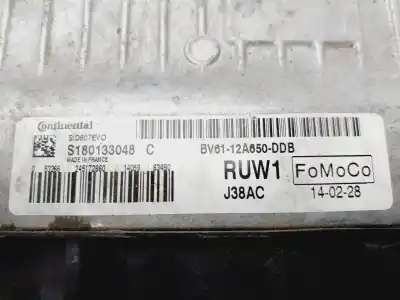 Continental
SID807EVO
S180133048 C
MADE IN FRANCE
BV61-12A650-DDB
RUW1
FoMoCo
J38AC
14-02-28